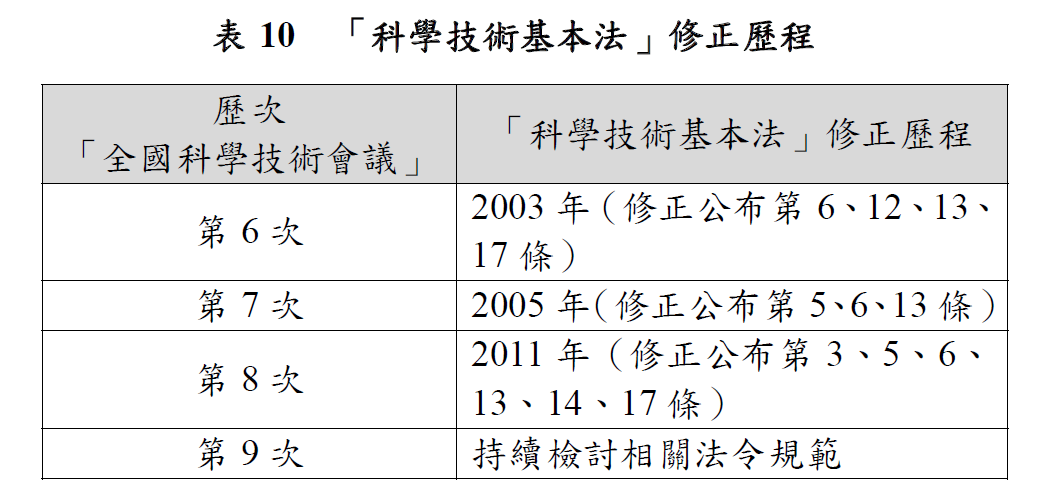 表 10 「科學技術基本法」修正歷程
歷次
「全國科學技術會議」
「科學技術基本法」修正歷程
第 6 次
2003 年（修正公布第 6、12、13、
17 條）
第 7 次
2005 年（修正公布第 5、6、13 條）
第 8 次
2011 年（修正公布第 3、5、6、
13、14、17 條）
第 9 次
持續檢討相關法令規範